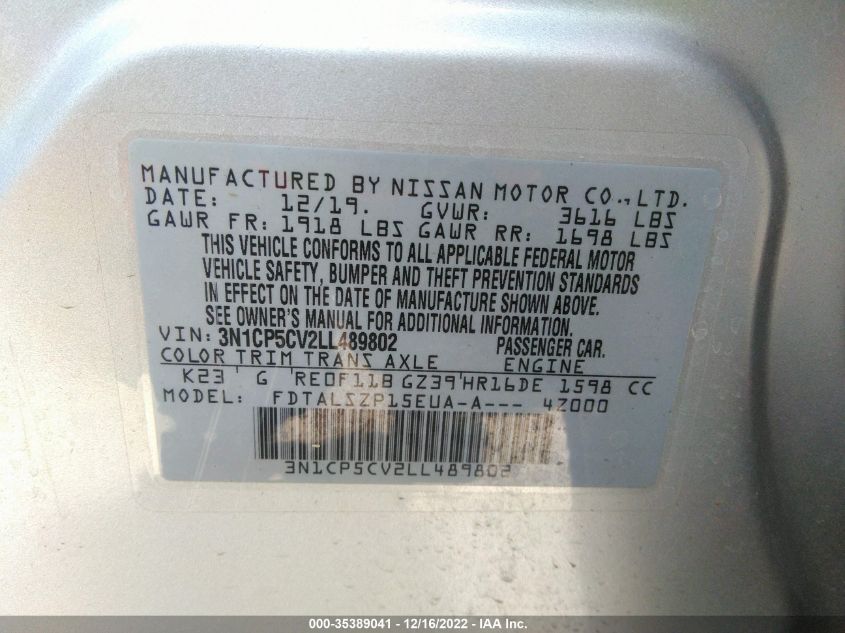 MANUFACTURED BY NISSAN MOTOR CO., LTD.
DATE: 12/19. GVWR: 3616 LBS
GAWR FR: 1918 LBS GAWR RR: 1698 LBS
THIS VEHICLE CONFORMS TO ALL APPLICABLE FEDERAL MOTOR
VEHICLE SAFETY, BUMPER AND THEFT PREVENTION STANDARDS
IN EFFECT ON THE DATE OF MANUFACTURE SHOWN ABOVE.
SEE OWNER'S MANUAL FOR ADDITIONAL INFORMATION.
VIN: 3N1CP5CV2LL489802 PASSENGER CAR.
COLOR TRIM TRANS AXLE ENGINE
K23 G RE0F11B GZ39 HR16DE 1598 CC
MODEL: FDTALSZP15EUA-A--- 4Z000
3N1CP5CV2LL489802
000-35389041 - 12/16/2022 - IAA Inc.